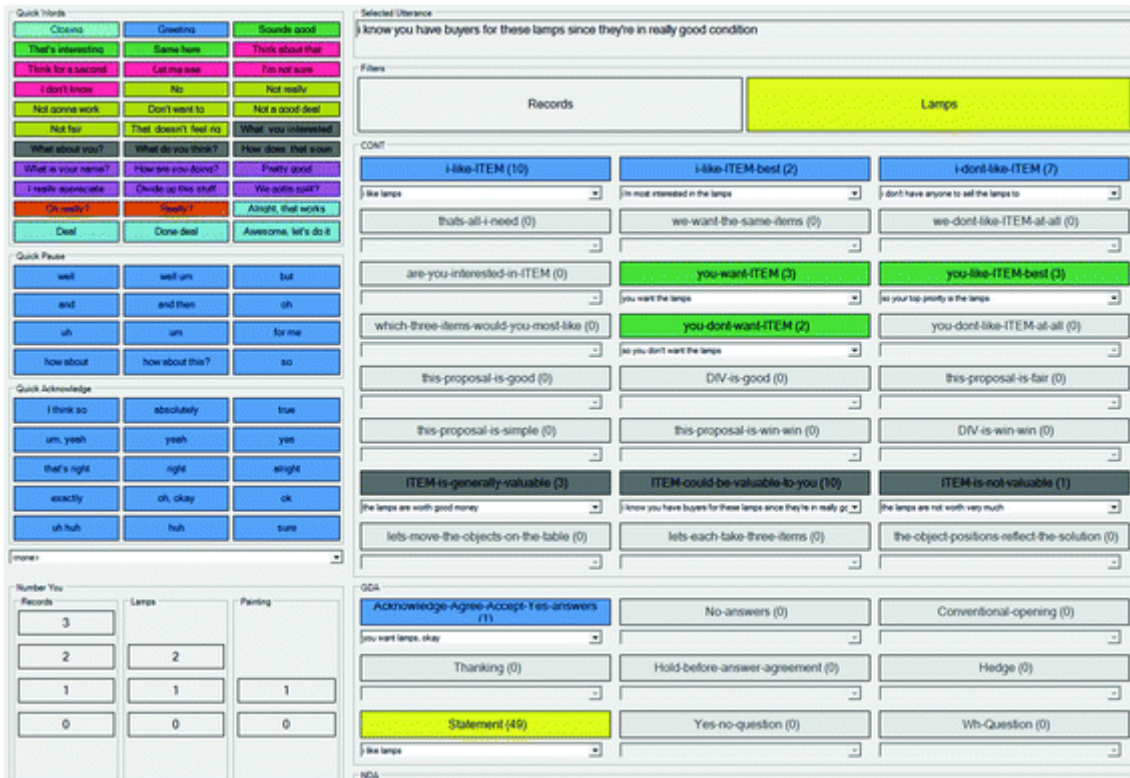 Quick Words
Closing Greeting Sounds good
That's interesting Same here Think about that
Think for a second Let me see I'm not sure
I don't know No Not really
Not gonna work Don't want to Not a good deal
Not fair That doesn't feel rig What you interested
What about you? What do you think? How does that soun
What is your name? How are you doing? Pretty good
I really appreciate Divide up this stuff We gotta split?
Oh really? Really? Alright, that works
Deal Done deal Awesome, let's do it
Quick Pause
well well um but
and and then oh
uh um for me
how about how about this? so
Quick Acknowledge
I think so absolutely true
um, yeah yeah yes
that's right right alright
exactly oh, okay ok
uh huh huh sure
(none)
Number You
Records Lamps Painting
3
2 2
1 1 1
0 0 0
Selected Utterance
i know you have buyers for these lamps since they're in really good condition
Filters
Records Lamps
CONT
i-like-ITEM (10) i-like-ITEM-best (2) i-dont-like-ITEM (7)
i like lamps i'm most interested in the lamps i don't have anyone to sell the lamps to
thats-all-i-need (0) we-want-the-same-items (0) we-dont-like-ITEM-at-all (0)
are-you-interested-in-ITEM (0) you-want-ITEM (3) you-like-ITEM-best (3)
you want the lamps so your top priority is the lamps
which-three-items-would-you-most-like (0) you-dont-want-ITEM (2) you-dont-like-ITEM-at-all (0)
so you don't want the lamps
this-proposal-is-good (0) DIV-is-good (0) this-proposal-is-fair (0)
this-proposal-is-simple (0) this-proposal-is-win-win (0) DIV-is-win-win (0)
ITEM-is-generally-valuable (3) ITEM-could-be-valuable-to-you (10) ITEM-is-not-valuable (1)
the lamps are worth good money i know you have buyers for these lamps since they're in really gc the lamps are not worth very much
lets-move-the-objects-on-the-table (0) lets-each-take-three-items (0) the-object-positions-reflect-the-solution (0)
GDA
Acknowledge-Agree-Accept-Yes-answers (1) No-answers (0) Conventional-opening (0)
you want lamps, okay
Thanking (0) Hold-before-answer-agreement (0) Hedge (0)
Statement (49) Yes-no-question (0) Wh-Question (0)
i like lamps
NDA